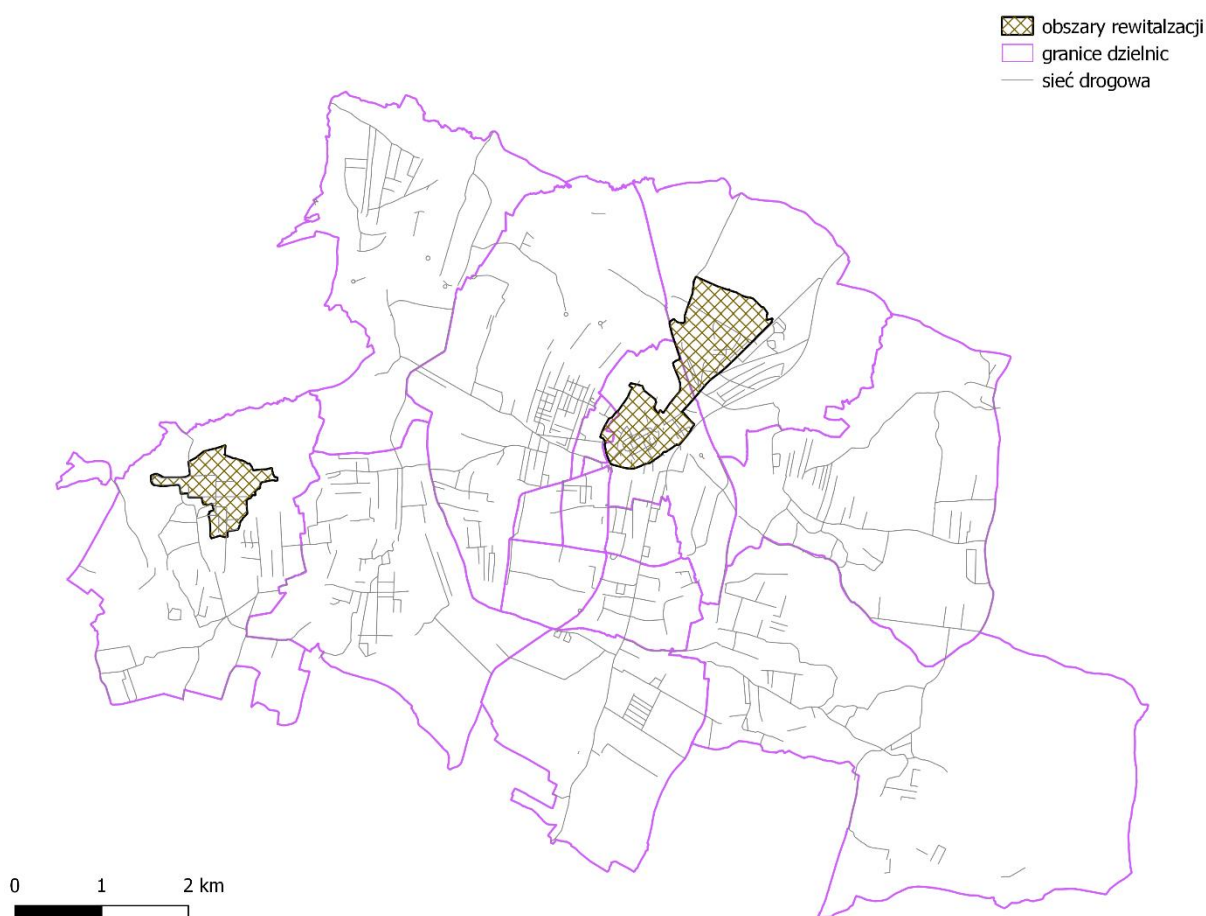 obszary rewitalzacji
granice dzielnic
sieć drogowa
0 1 2 km